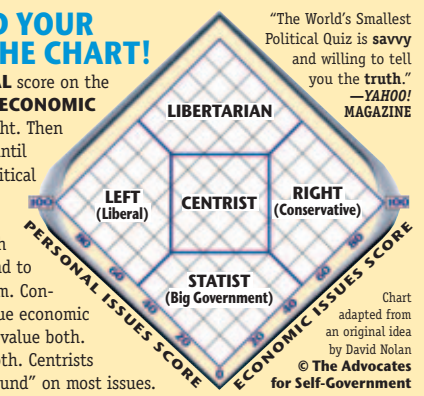 D YOUR
HE CHART!
AL score on the
ECONOMIC
ht. Then
ntil
itical
n
d to
m. Con-
ue economic
value both.
oth. Centrists
und” on most issues.
“The World’s Smallest
Political Quiz is savvy
and willing to tell
you the truth.”
—YAHOO!
MAGAZINE
LIBERTARIAN
LEFT
(Liberal)
CENTRIST
RIGHT
(Conservative)
STATIST
(Big Government)
100
80
60
40
20
0
20
40
60
80
100
PERSONAL ISSUES SCORE
ECONOMIC ISSUES SCORE
Chart
adapted from
an original idea
by David Nolan
© The Advocates
for Self-Government